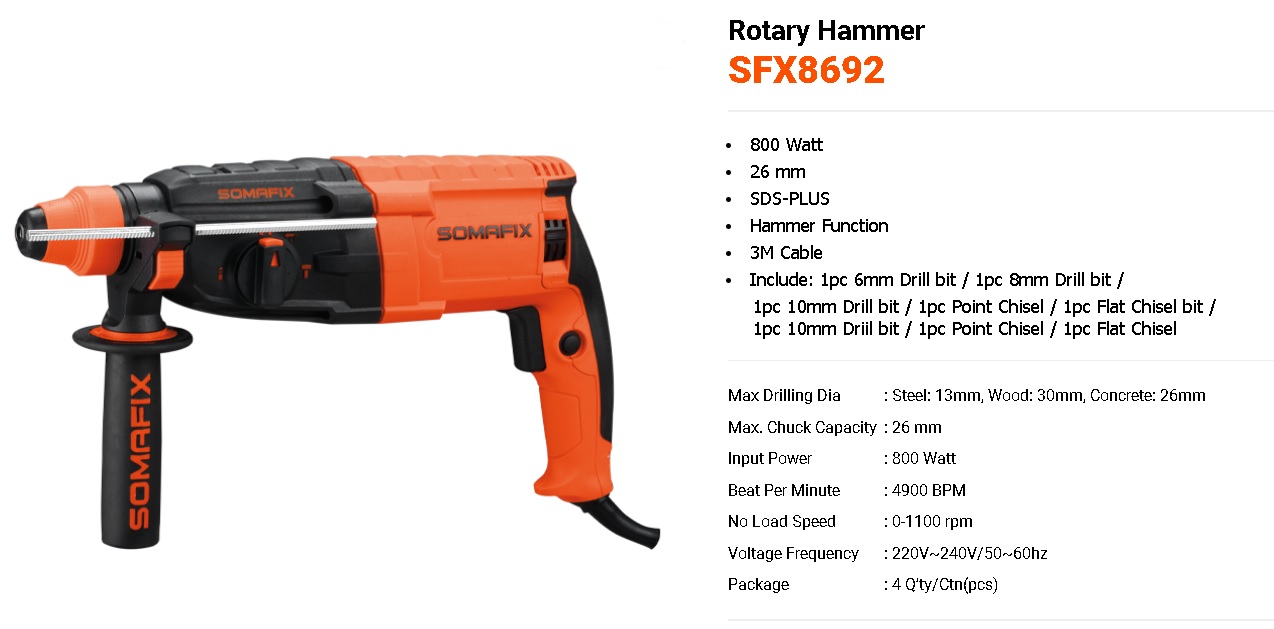 Rotary Hammer
SFX8692
• 800 Watt
• 26 mm
• SDS-PLUS
• Hammer Function
• 3M Cable
• Include: 1pc 6mm Drill bit / 1pc 8mm Drill bit /
1pc 10mm Drill bit / 1pc Point Chisel / 1pc Flat Chisel bit /
1pc 10mm Driil bit / 1pc Point Chisel / 1pc Flat Chisel
Max Drilling Dia : Steel: 13mm, Wood: 30mm, Concrete: 26mm
Max. Chuck Capacity : 26 mm
Input Power : 800 Watt
Beat Per Minute : 4900 BPM
No Load Speed : 0-1100 rpm
Voltage Frequency : 220V~240V/50~60hz
Package : 4 Q'ty/Ctn(pcs)
SOMAFIX
SOMAFIX
SOMAFIX